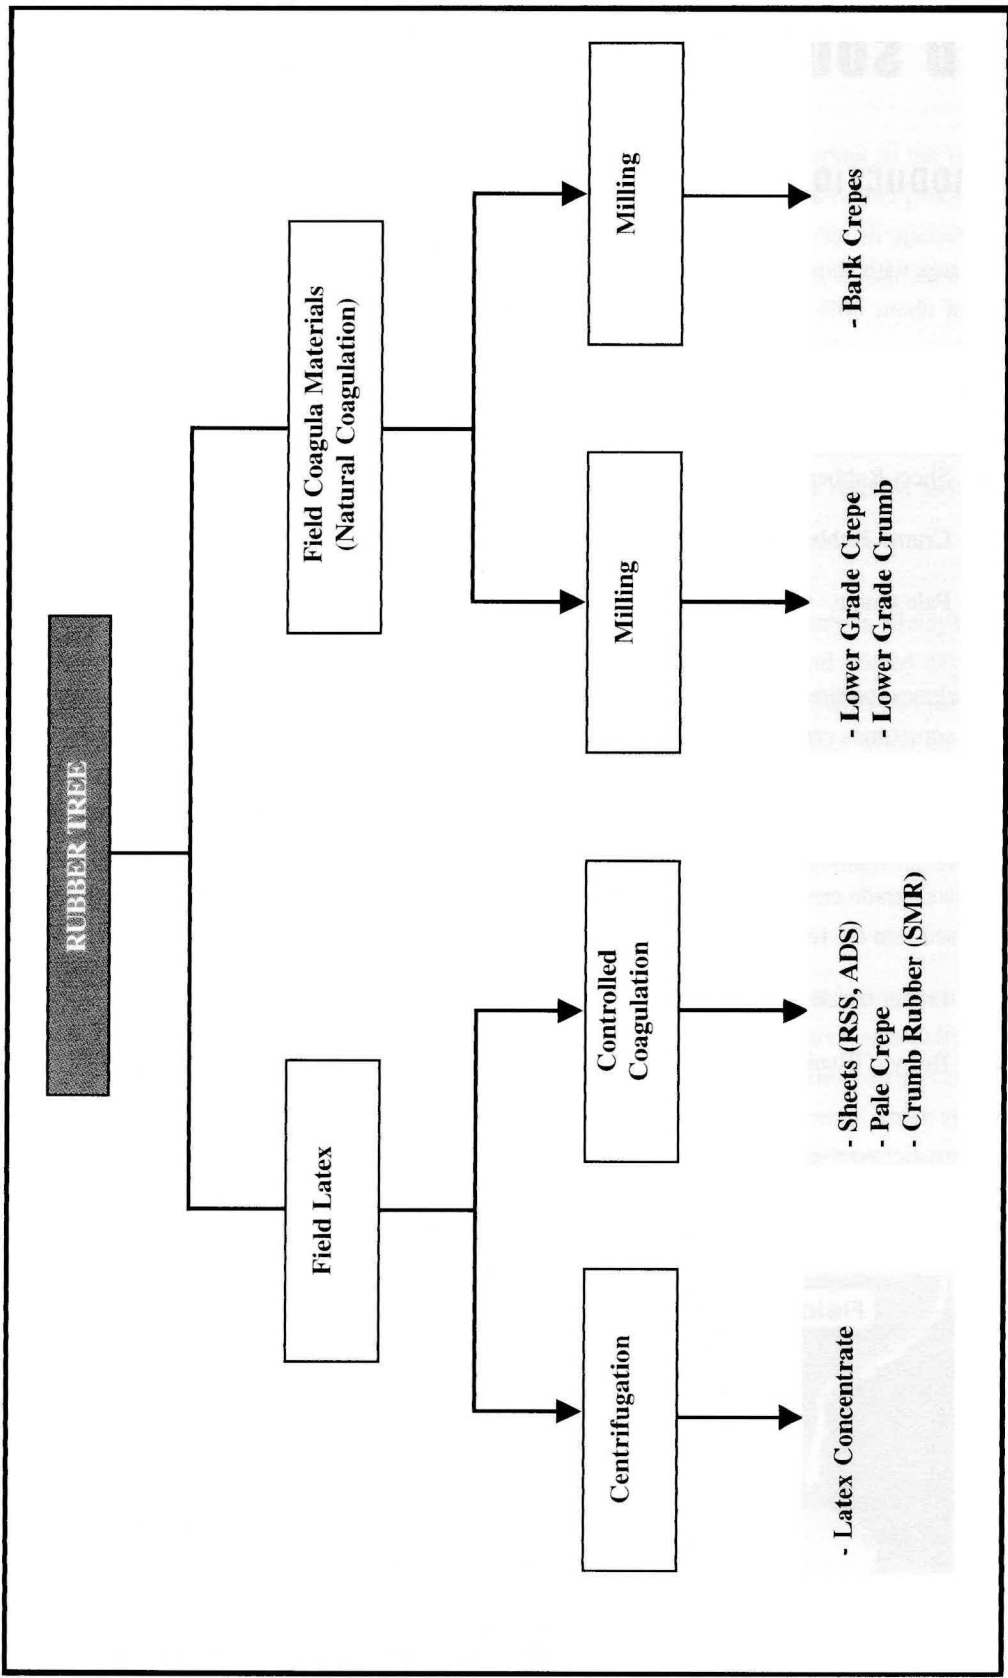 RUBBER TREE
Field Latex
Field Coagula Materials
(Natural Coagulation)
Centrifugation
Controlled
Coagulation
Milling
Milling
- Latex Concentrate
- Sheets (RSS, ADS)
- Pale Crepe
- Crumb Rubber (SMR)
- Lower Grade Crepe
- Lower Grade Crumb
- Bark Crepes